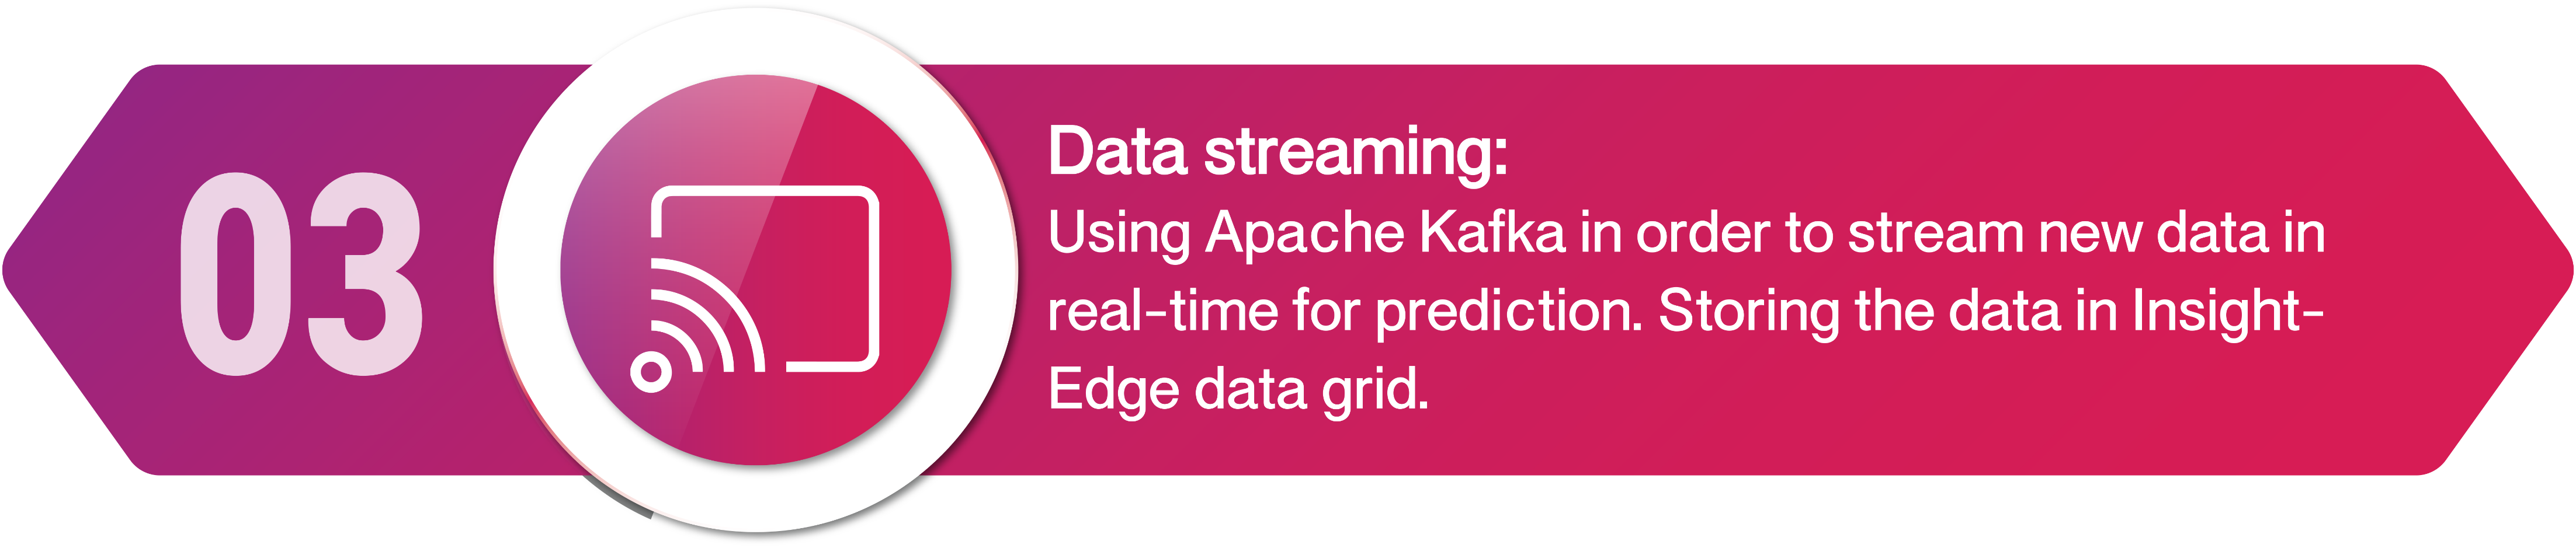 03
Data streaming:
Using Apache Kafka in order to stream new data in
real-time for prediction. Storing the data in Insight-
Edge data grid.